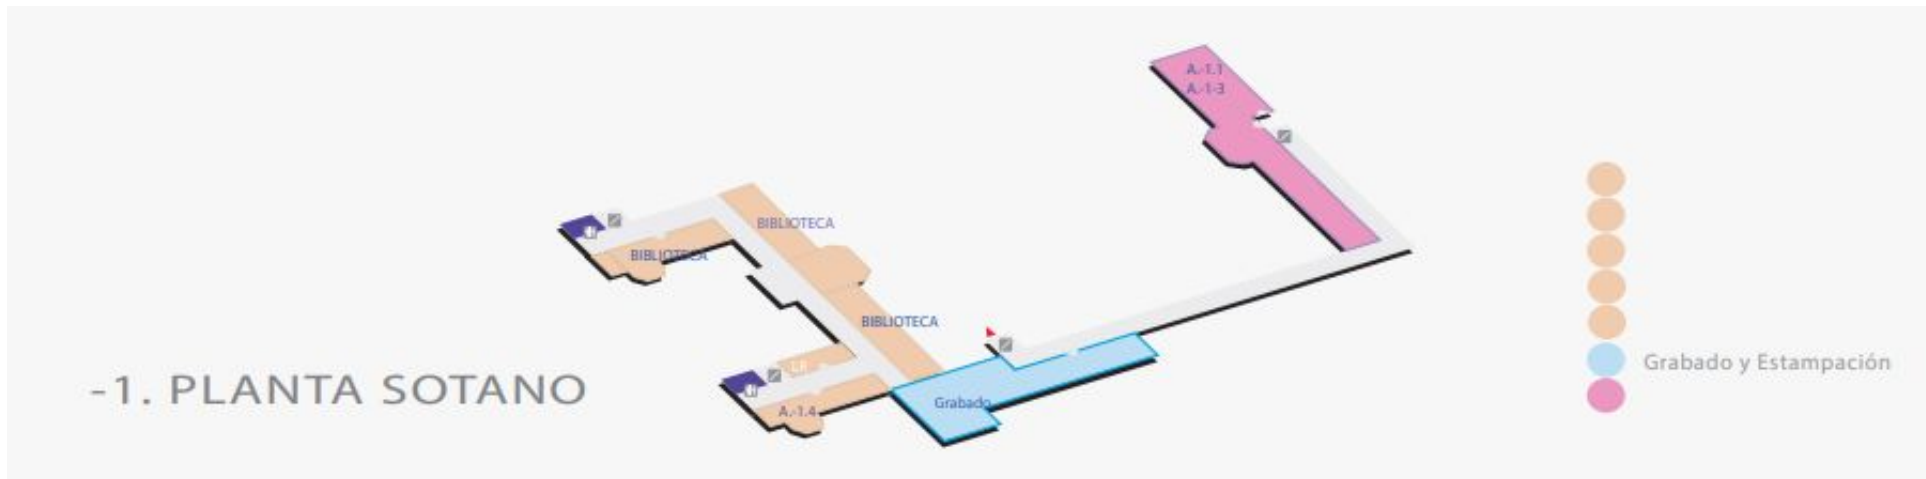 A.-1.1
A.-1-3
BIBLIOTECA
BIBLIOTECA
BIBLIOTECA
Grabado y Estampación
-1. PLANTA SOTANO
Grabado
A.-1.4